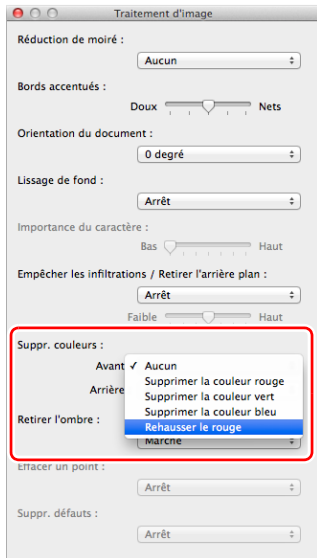 Traitement d'image
Réduction de moiré :
Aucun
Bords accentués :
Doux Nets
Orientation du document :
0 degré
Lissage de fond :
Arrêt
Importance du caractère :
Bas Haut
Empêcher les infiltrations / Retirer l'arrière plan :
Arrêt
Faible Haut
Suppr. couleurs :
Avant ✓ Aucun
Supprimer la couleur rouge
Arrière Supprimer la couleur vert
Supprimer la couleur bleu
Retirer l'ombre : Rehausser le rouge
Marche
Effacer un point :
Arrêt
Suppr. défauts :
Arrêt